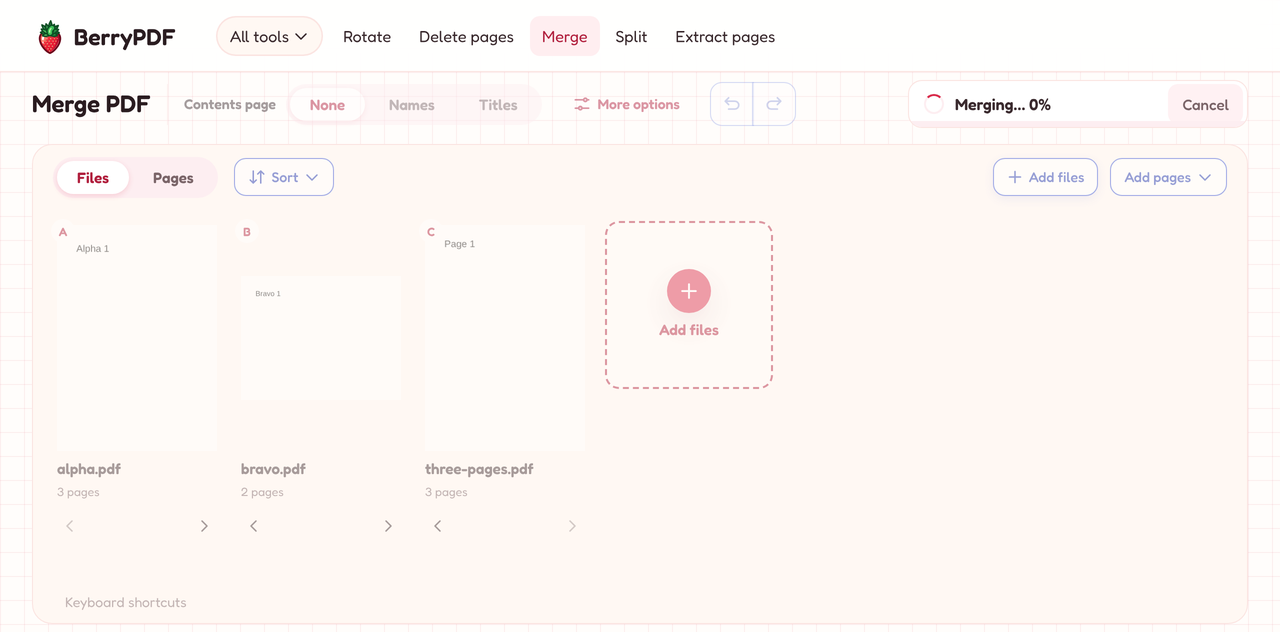 BerryPDF
All tools
Rotate
Delete pages
Merge
Split
Extract pages
Merge PDF
Contents page
None
Names
Titles
More options
Merging... 0%
Cancel
Files
Pages
Sort
Add files
Add pages
A
Alpha 1
B
Bravo 1
C
Page 1
Add files
alpha.pdf
3 pages
bravo.pdf
2 pages
three-pages.pdf
3 pages
Keyboard shortcuts